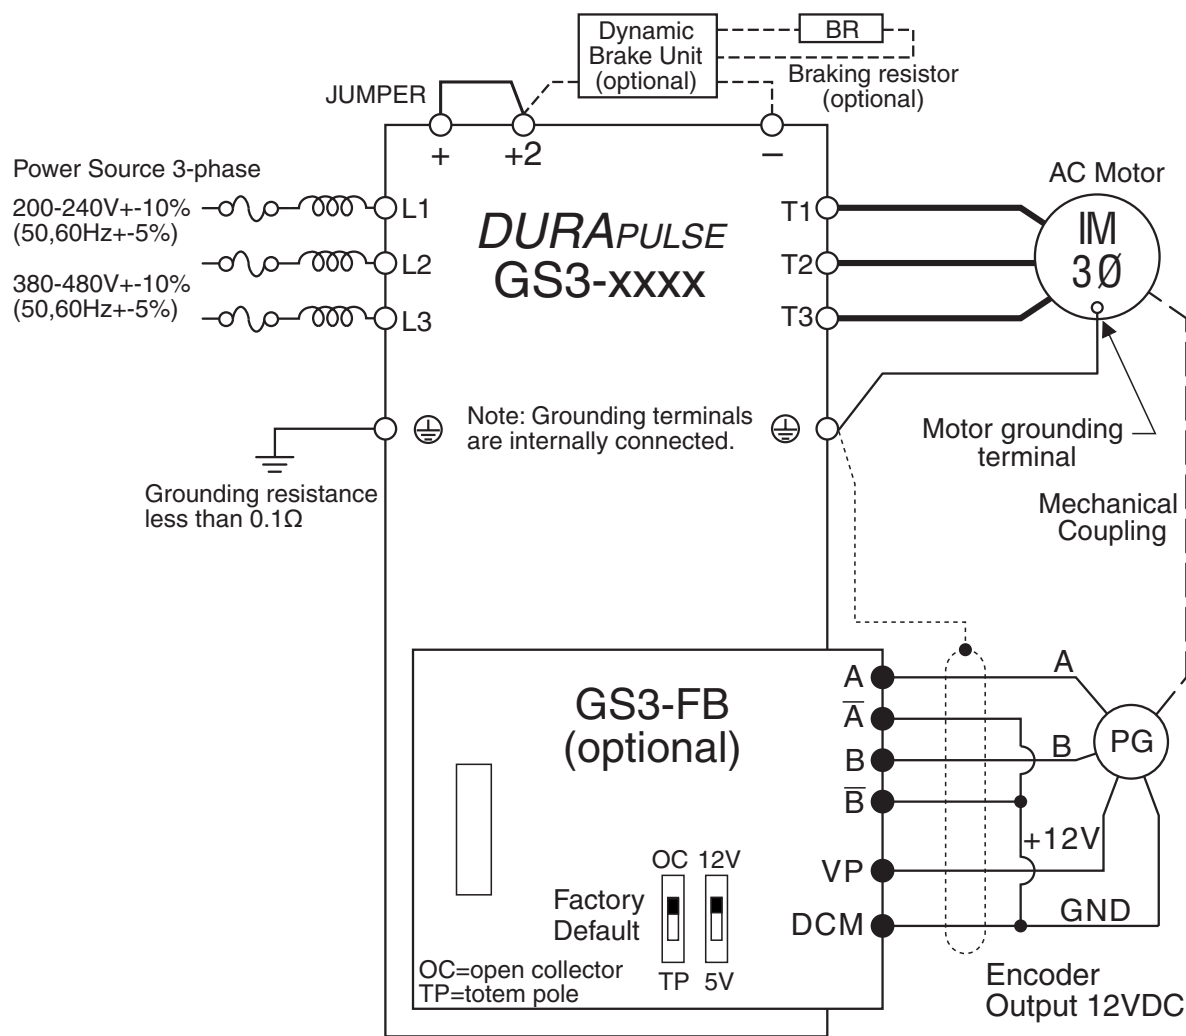 Dynamic
Brake Unit
(optional)
BR
Braking resistor
(optional)
JUMPER
+
+2
–
Power Source 3-phase
200-240V+-10%
(50,60Hz+-5%)
380-480V+-10%
(50,60Hz+-5%)
L1
L2
L3
DURAPULSE
GS3-xxxx
T1
T2
T3
AC Motor
IM
3Ø
Note: Grounding terminals
are internally connected.
Motor grounding
terminal
Grounding resistance
less than 0.1Ω
Mechanical
Coupling
GS3-FB
(optional)
A
A̅
B
B̅
VP
DCM
A
B
PG
+12V
GND
OC 12V
Factory
Default
TP 5V
OC=open collector
TP=totem pole
Encoder
Output 12VDC